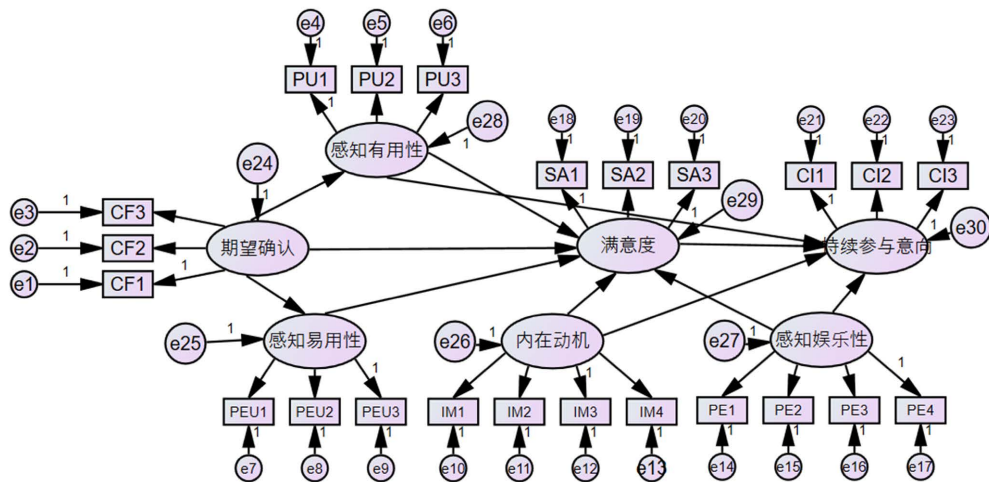 e4 e5 e6
1 1 1
PU1 PU2 PU3
1
感知有用性
e28
1
e24
1
e18 e19 e20
1 1 1
SA1 SA2 SA3
1 1
e29
满意度
e21 e22 e23
1 1 1
CI1 CI2 CI3
1
e30
1
持续参与意向
e3 1 CF3
e2 1 CF2
e1 1 CF1
1
期望确认
e25 1 感知易用性
1
PEU1 PEU2 PEU3
1 1 1
e7 e8 e9
e26 1 内在动机
1
IM1 IM2 IM3 IM4
1 1 1 1
e10 e11 e12 e13
e27 1 感知娱乐性
1
PE1 PE2 PE3 PE4
1 1 1 1
e14 e15 e16 e17